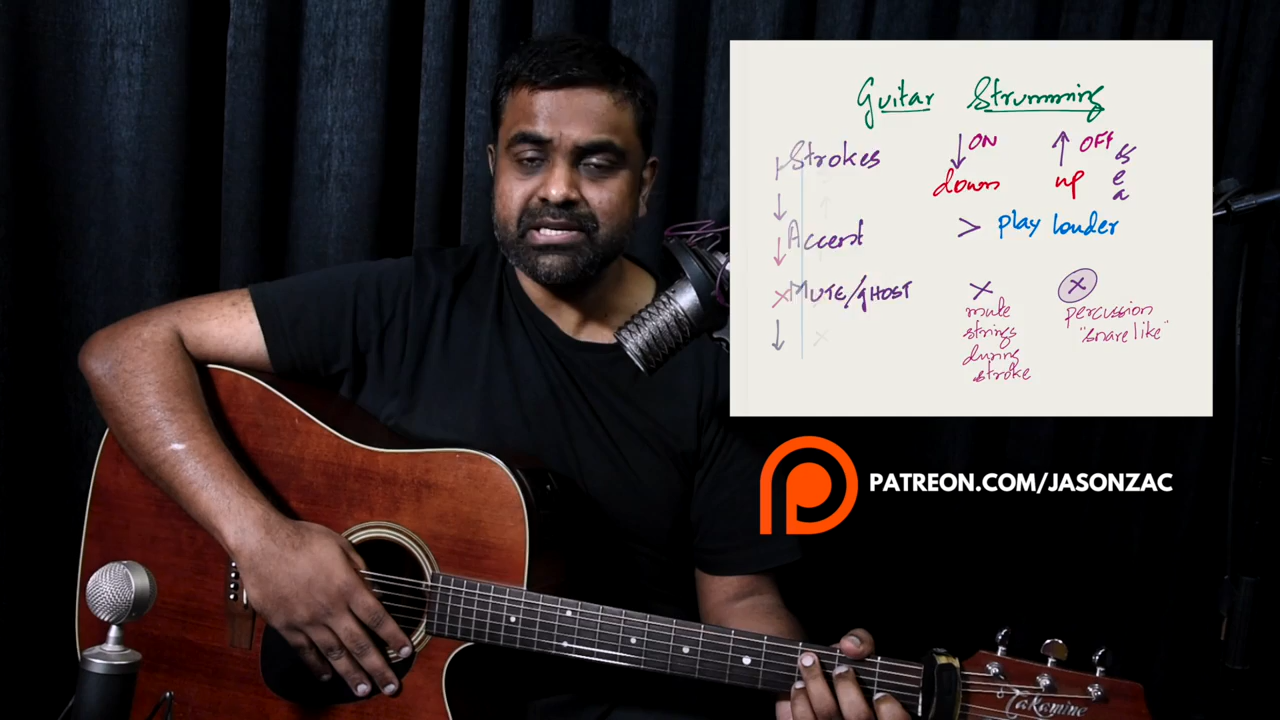 Guitar Strumming
Strokes ↓ ON ↑ OFF &
down up e
a
Accent > play louder
MUTE/GHOST X X
mute percussion
strings "snare like"
during
stroke
PATREON.COM/JASONZAC
Takamine